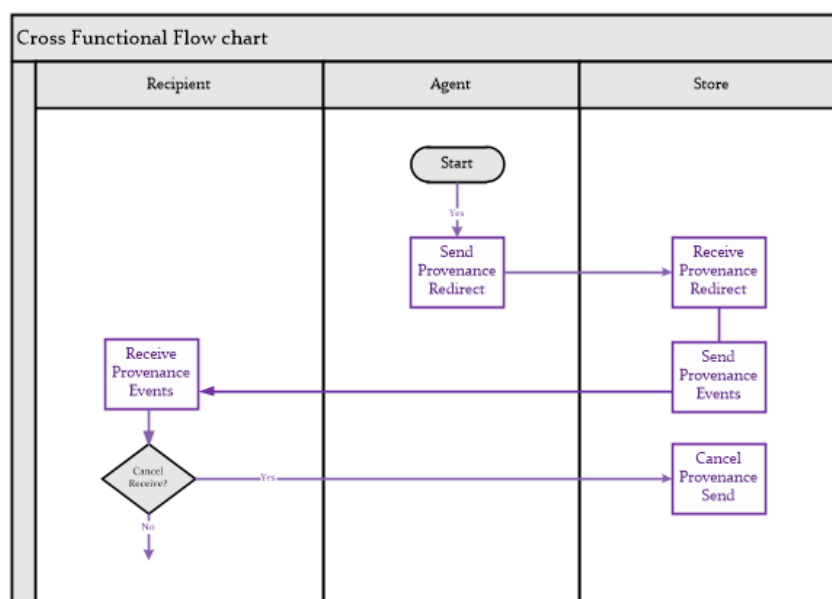 Cross Functional Flow chart
Recipient
Agent
Store
Start
Yes
Send
Provenance
Redirect
Receive
Provenance
Redirect
Receive
Provenance
Events
Send
Provenance
Events
Cancel
Receive?
Yes
Cancel
Provenance
Send
No